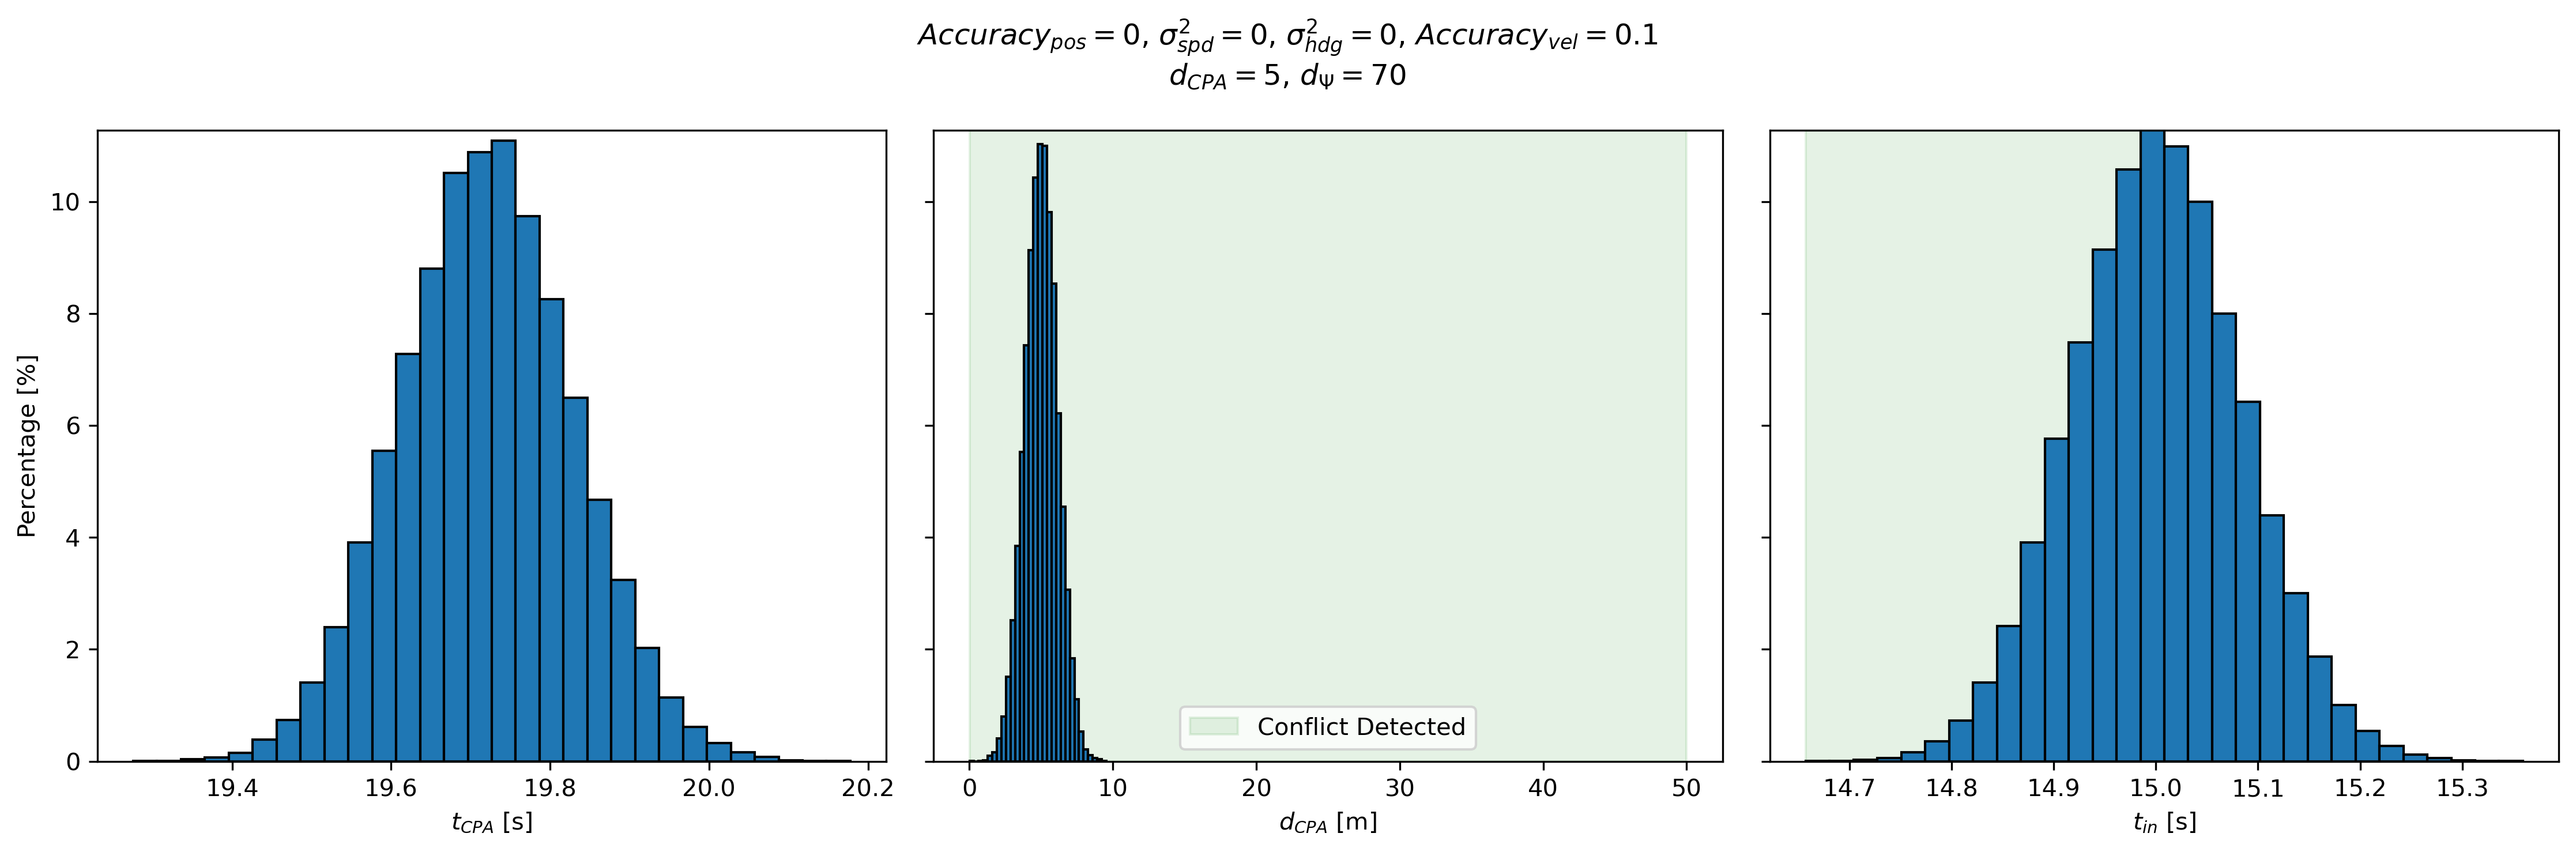 Accuracy_pos = 0, σ²_spd = 0, σ²_hdg = 0, Accuracy_vel = 0.1
d_CPA = 5, d_Ψ = 70
Percentage [%]
10
8
6
4
2
0
19.4 19.6 19.8 20.0 20.2
t_CPA [s]
Conflict Detected
0 10 20 30 40 50
d_CPA [m]
14.7 14.8 14.9 15.0 15.1 15.2 15.3
t_in [s]